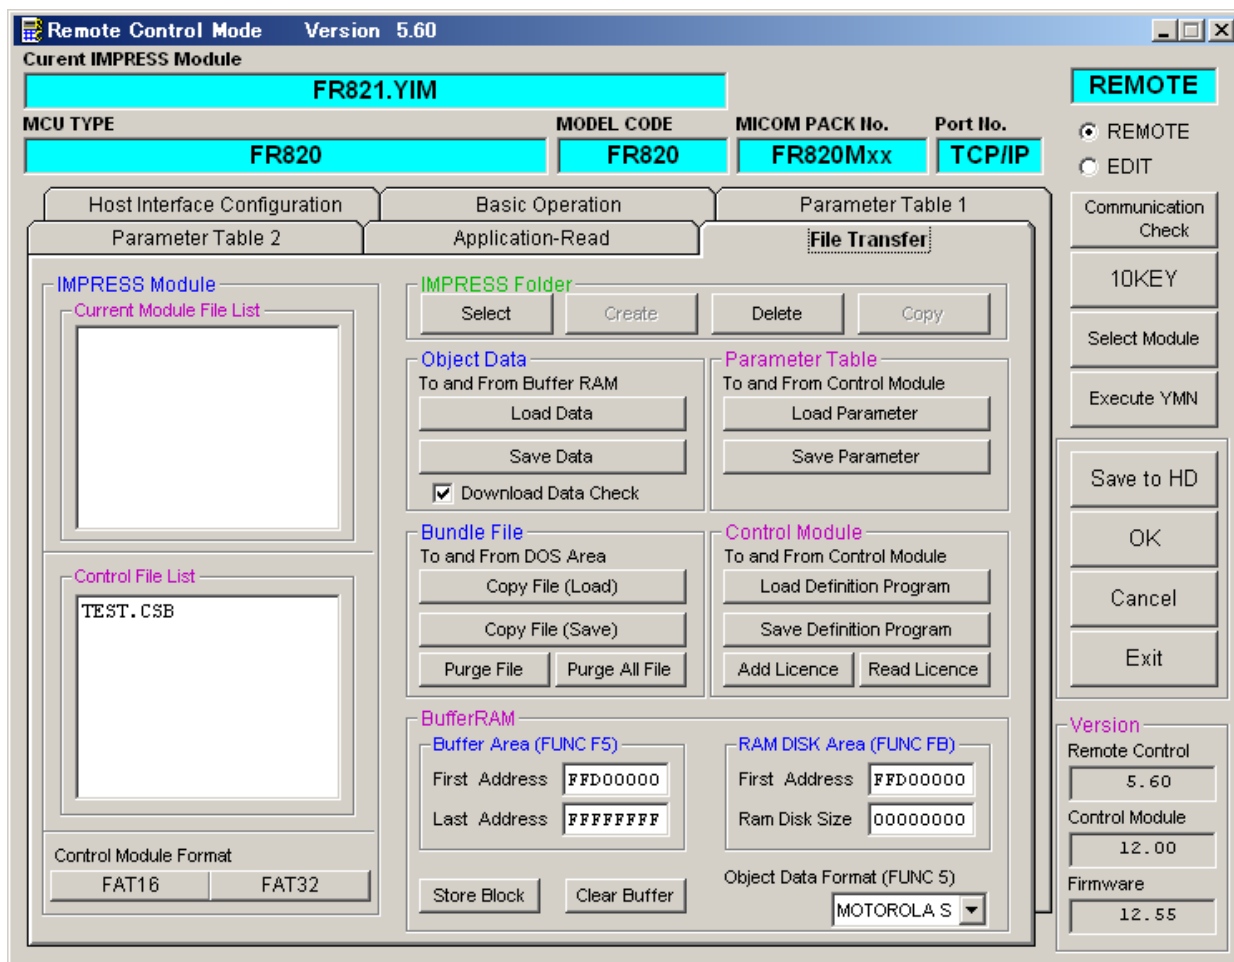 Remote Control Mode Version 5.60
Curent IMPRESS Module
FR821.YIM
REMOTE
MCU TYPE MODEL CODE MICOM PACK No. Port No.
FR820 FR820 FR820Mxx TCP/IP
REMOTE
EDIT
Host Interface Configuration Basic Operation Parameter Table 1
Parameter Table 2 Application-Read File Transfer
Communication
Check
10KEY
Select Module
Execute YMN
Save to HD
OK
Cancel
Exit
IMPRESS Module
Current Module File List
Control File List
TEST.CSB
Control Module Format
FAT16 FAT32
IMPRESS Folder
Select Create Delete Copy
Object Data
To and From Buffer RAM
Load Data
Save Data
Download Data Check
Parameter Table
To and From Control Module
Load Parameter
Save Parameter
Bundle File
To and From DOS Area
Copy File (Load)
Copy File (Save)
Purge File Purge All File
Control Module
To and From Control Module
Load Definition Program
Save Definition Program
Add Licence Read Licence
BufferRAM
Buffer Area (FUNC F5)
First Address FFD00000
Last Address FFFFFFFF
RAM DISK Area (FUNC FB)
First Address FFD00000
Ram Disk Size 00000000
Store Block Clear Buffer
Object Data Format (FUNC 5)
MOTOROLA S
Version
Remote Control
5.60
Control Module
12.00
Firmware
12.55